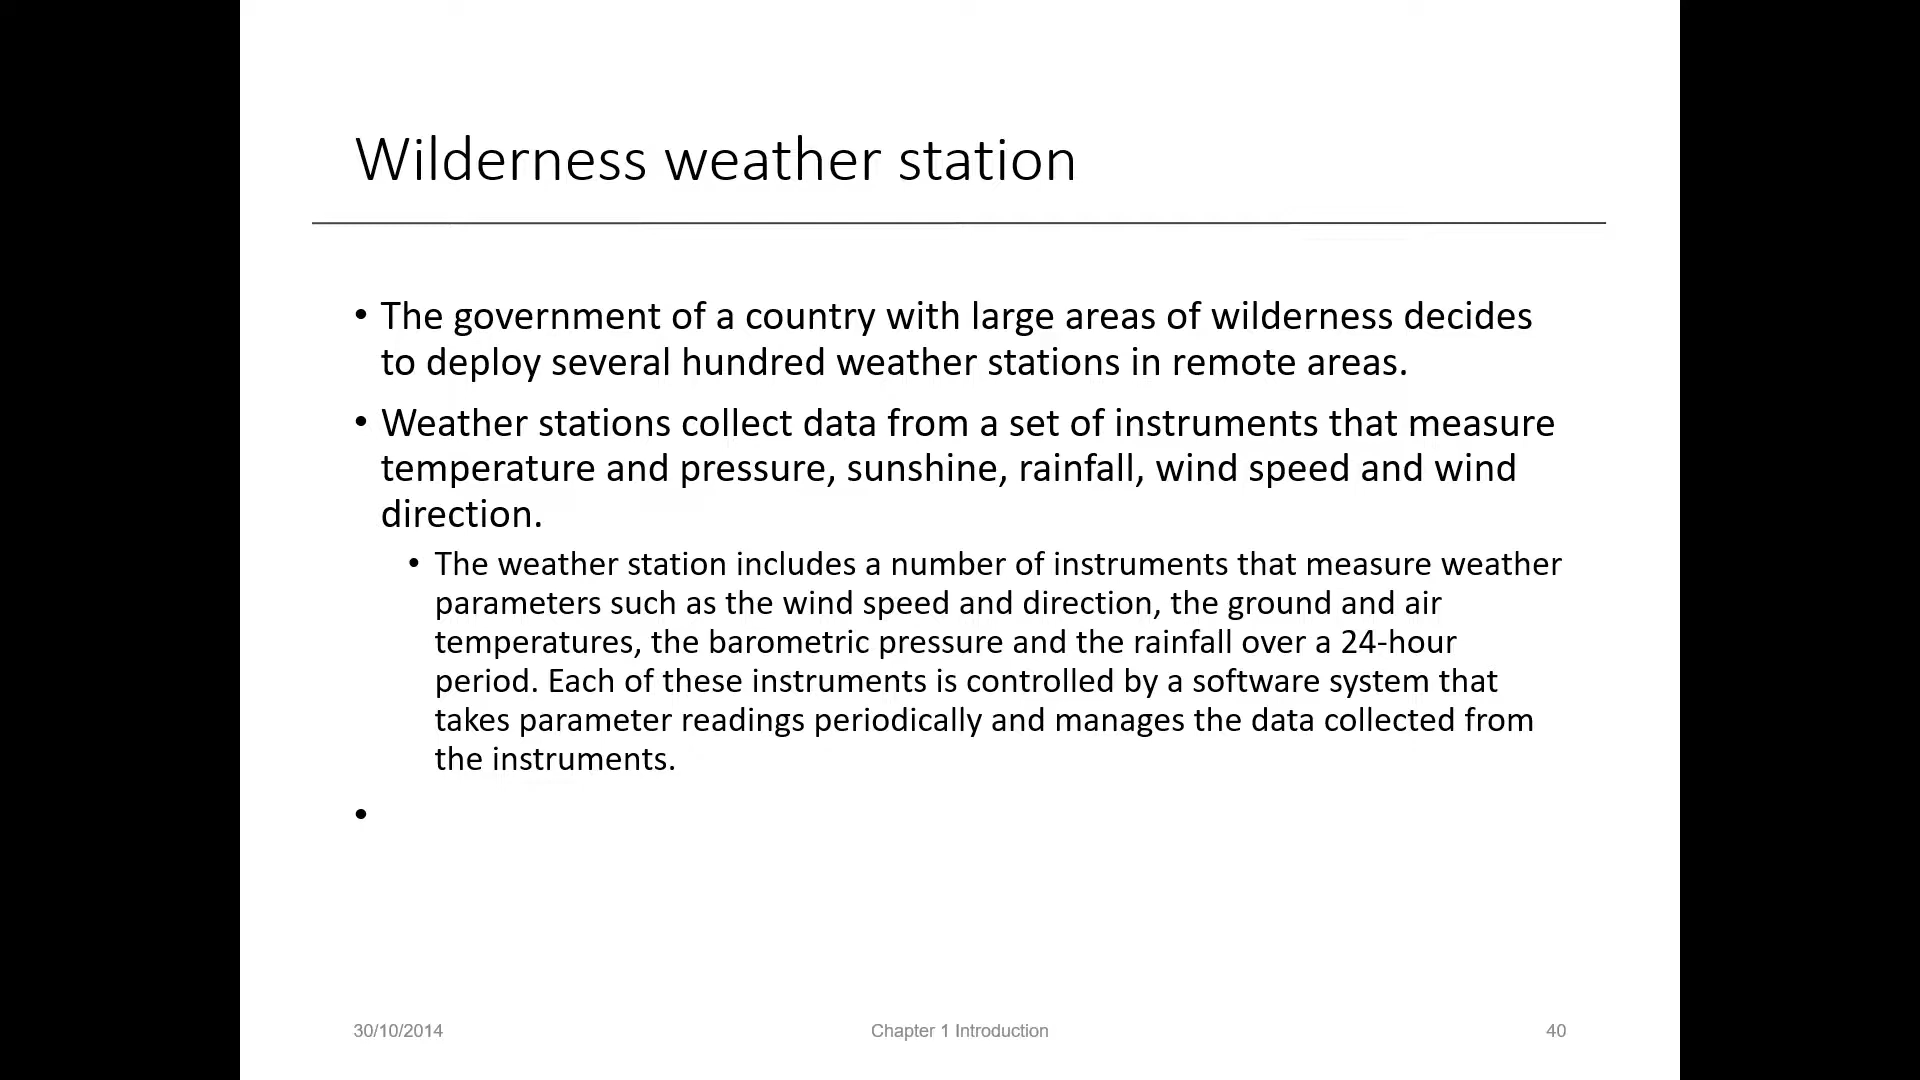 Wilderness weather station
• The government of a country with large areas of wilderness decides
to deploy several hundred weather stations in remote areas.
• Weather stations collect data from a set of instruments that measure
temperature and pressure, sunshine, rainfall, wind speed and wind
direction.
• The weather station includes a number of instruments that measure weather
parameters such as the wind speed and direction, the ground and air
temperatures, the barometric pressure and the rainfall over a 24-hour
period. Each of these instruments is controlled by a software system that
takes parameter readings periodically and manages the data collected from
the instruments.
•
30/10/2014
Chapter 1 Introduction
40